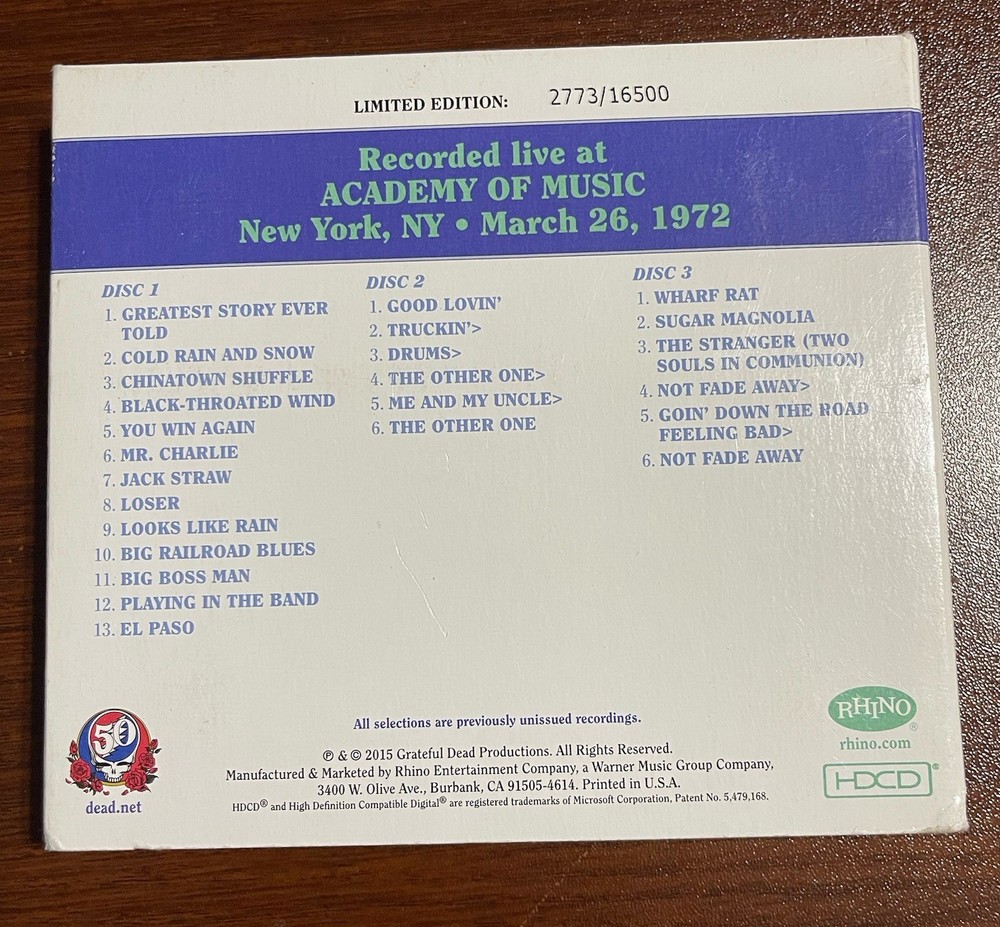 LIMITED EDITION: 2773/16500
Recorded live at
ACADEMY OF MUSIC
New York, NY • March 26, 1972
DISC 1
1. GREATEST STORY EVER
TOLD
2. COLD RAIN AND SNOW
3. CHINATOWN SHUFFLE
4. BLACK-THROATED WIND
5. YOU WIN AGAIN
6. MR. CHARLIE
7. JACK STRAW
8. LOSER
9. LOOKS LIKE RAIN
10. BIG RAILROAD BLUES
11. BIG BOSS MAN
12. PLAYING IN THE BAND
13. EL PASO
DISC 2
1. GOOD LOVIN'
2. TRUCKIN'>
3. DRUMS>
4. THE OTHER ONE>
5. ME AND MY UNCLE>
6. THE OTHER ONE
DISC 3
1. WHARF RAT
2. SUGAR MAGNOLIA
3. THE STRANGER (TWO
SOULS IN COMMUNION)
4. NOT FADE AWAY>
5. GOIN' DOWN THE ROAD
FEELING BAD>
6. NOT FADE AWAY
50
dead.net
All selections are previously unissued recordings.
℗ & © 2015 Grateful Dead Productions. All Rights Reserved.
Manufactured & Marketed by Rhino Entertainment Company, a Warner Music Group Company,
3400 W. Olive Ave., Burbank, CA 91505-4614. Printed in U.S.A.
HDCD® and High Definition Compatible Digital® are registered trademarks of Microsoft Corporation, Patent No. 5,479,168.
RHINO®
rhino.com
HDCD®